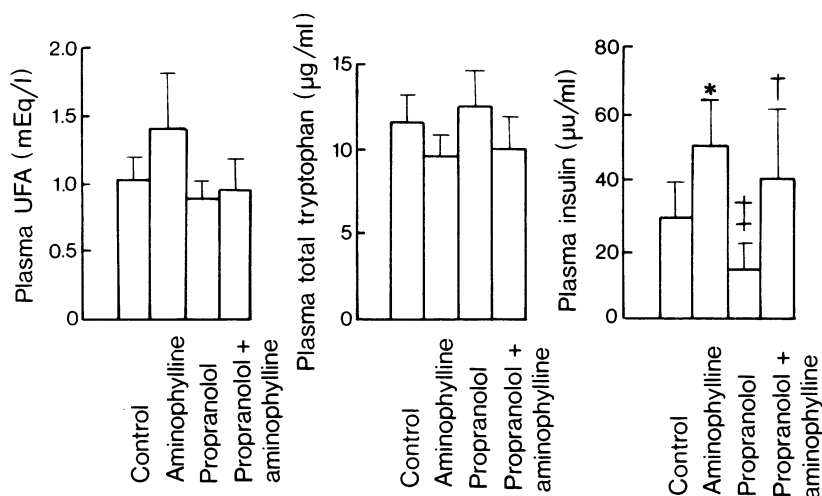 Plasma UFA (mEq/l)
2.0
1.5
1.0
0.5
0
Control
Aminophylline
Propranolol
Propranolol +
aminophylline
Plasma total tryptophan (μg/ml)
15
10
5
0
Control
Aminophylline
Propranolol
Propranolol +
aminophylline
Plasma insulin (μu/ml)
80
60
40
20
0
*
‡
†
Control
Aminophylline
Propranolol
Propranolol +
aminophylline